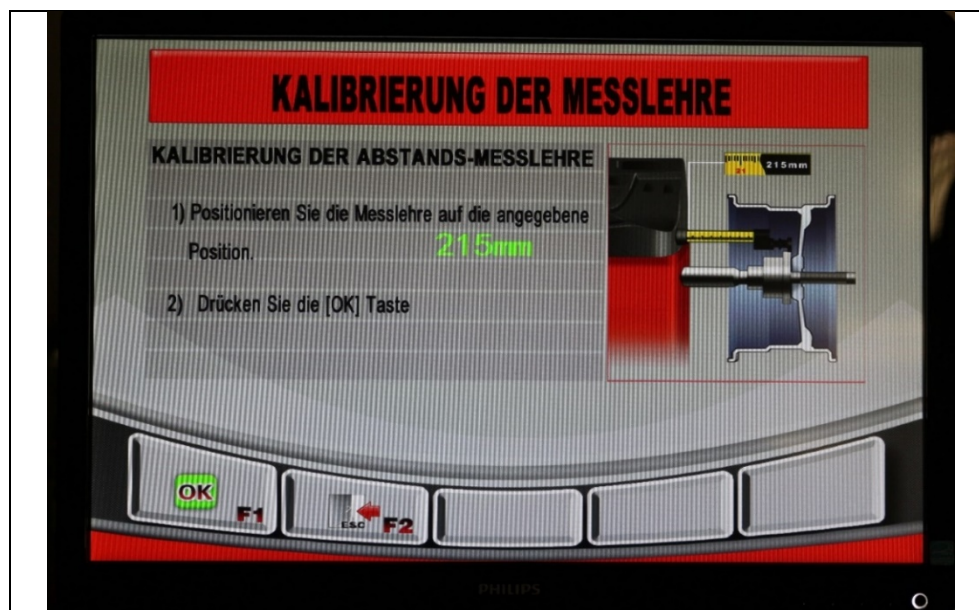 KALIBRIERUNG DER MESSLEHRE
KALIBRIERUNG DER ABSTANDS-MESSLEHRE
1) Positionieren Sie die Messlehre auf die angegebene
Position. 215mm
2) Drücken Sie die [OK] Taste
21 215mm
OK F1
ESC F2
PHILIPS